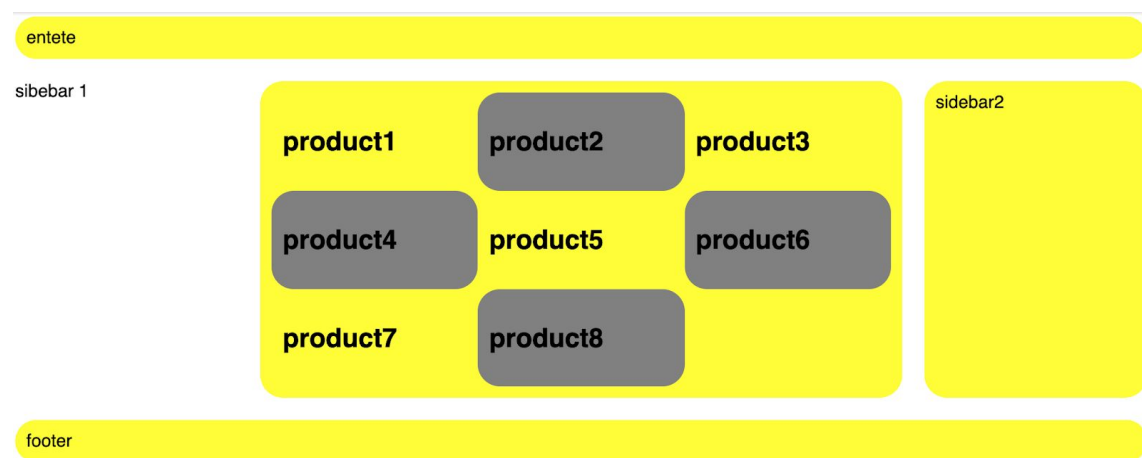 entete
sibebar 1
product1 product2 product3
product4 product5 product6
product7 product8
sidebar2
footer